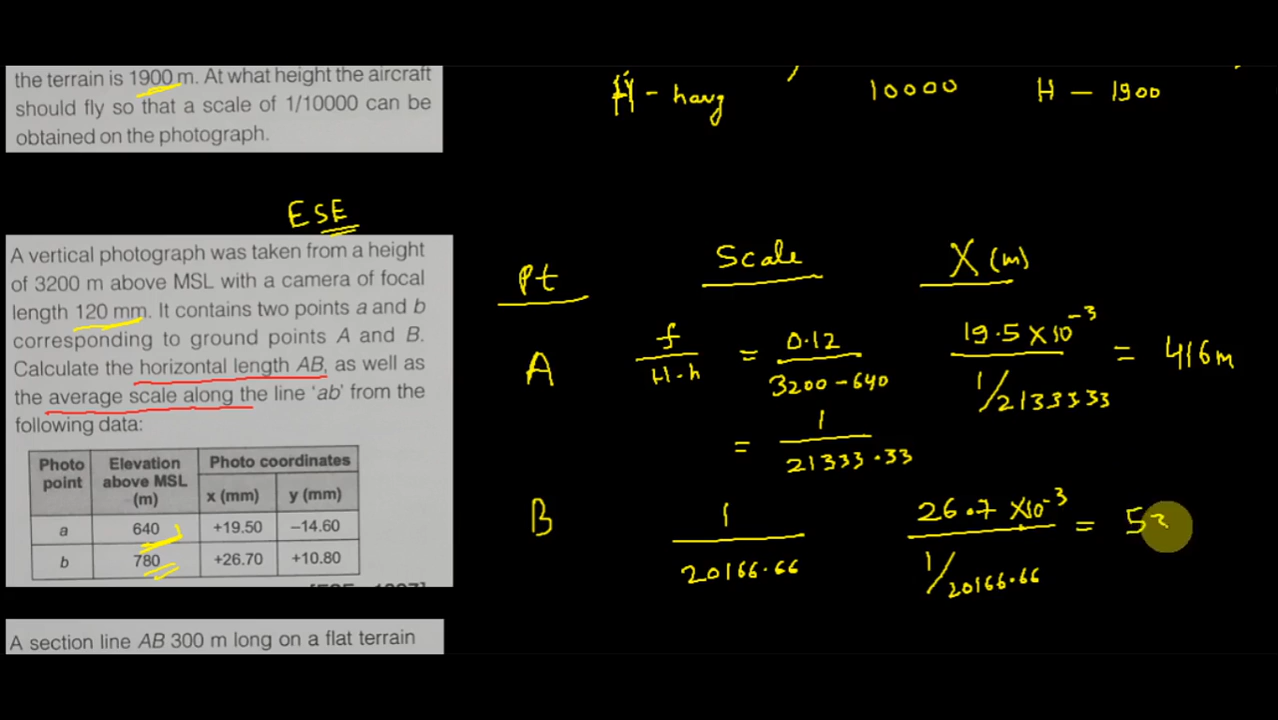 the terrain is 1900 m. At what height the aircraft
should fly so that a scale of 1/10000 can be
obtained on the photograph.
H - havg
10000
H - 1900
ESE
A vertical photograph was taken from a height
of 3200 m above MSL with a camera of focal
length 120 mm. It contains two points a and b
corresponding to ground points A and B.
Calculate the horizontal length AB, as well as
the average scale along the line 'ab' from the
following data:
Photo point | Elevation above MSL (m) | Photo coordinates
x (mm) | y (mm)
a | 640 | +19.50 | −14.60
b | 780 | +26.70 | +10.80
A section line AB 300 m long on a flat terrain
Pt Scale X (m)
A f/H-h = 0.12/3200-640 19.5 X10^-3 / 1/2133333 = 416m
= 1/21333.33
B 1/20166.66 26.7 X10^-3 / 1/20166.66 = 53